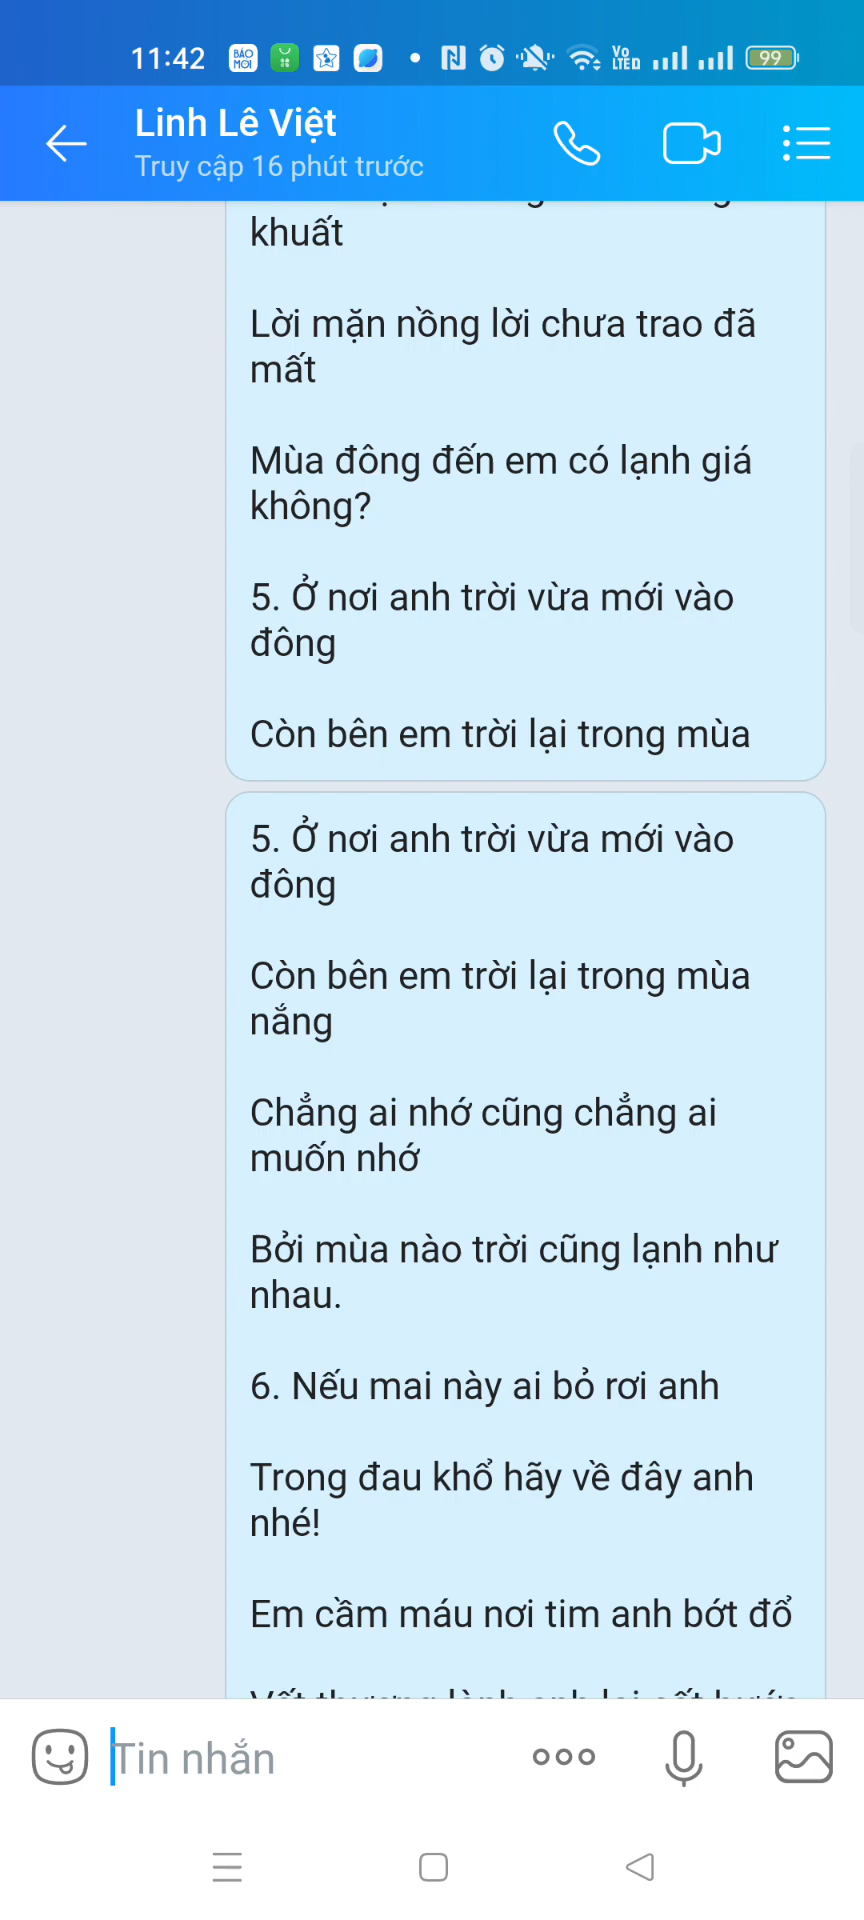 11:42
BÁO
MỚI
Vo
LTED
99
Linh Lê Việt
Truy cập 16 phút trước
khuất
Lời mặn nồng lời chưa trao đã
mất
Mùa đông đến em có lạnh giá
không?
5. Ở nơi anh trời vừa mới vào
đông
Còn bên em trời lại trong mùa
5. Ở nơi anh trời vừa mới vào
đông
Còn bên em trời lại trong mùa
nắng
Chẳng ai nhớ cũng chẳng ai
muốn nhớ
Bởi mùa nào trời cũng lạnh như
nhau.
6. Nếu mai này ai bỏ rơi anh
Trong đau khổ hãy về đây anh
nhé!
Em cầm máu nơi tim anh bớt đổ
Tin nhắn